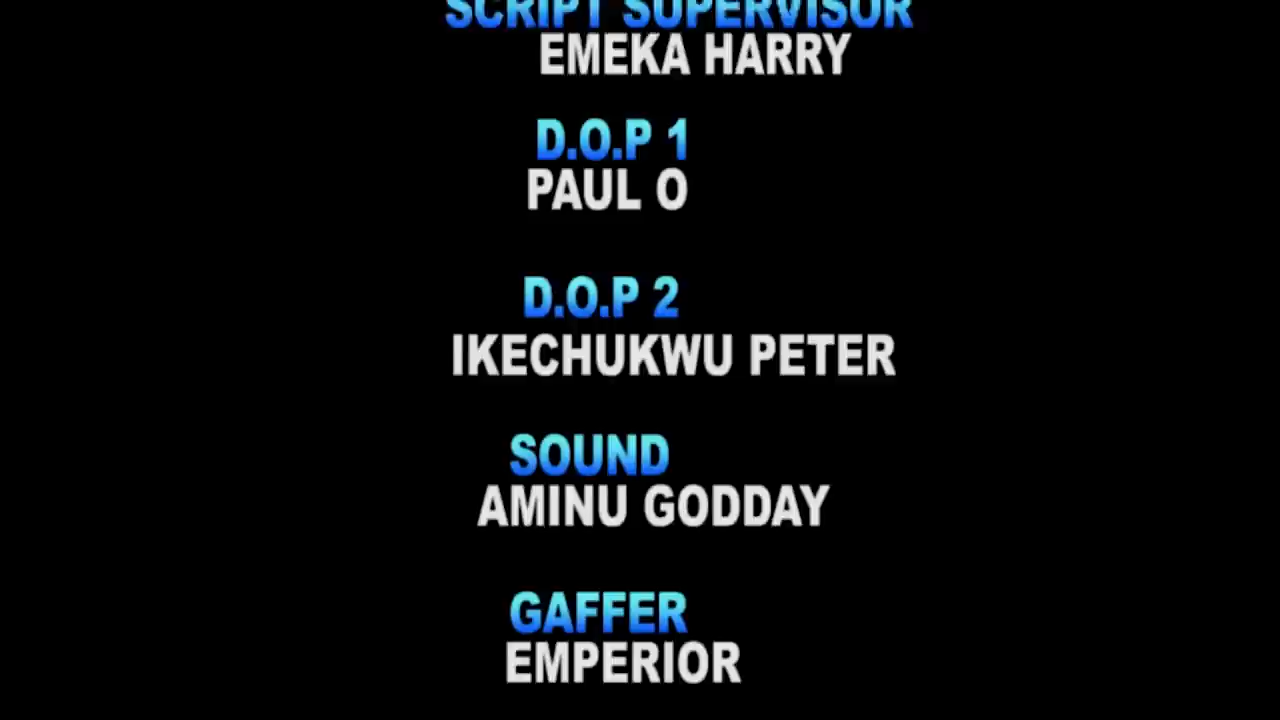 SCRIPT SUPERVISOR
EMEKA HARRY
D.O.P 1
PAUL O
D.O.P 2
IKECHUKWU PETER
SOUND
AMINU GODDAY
GAFFER
EMPERIOR